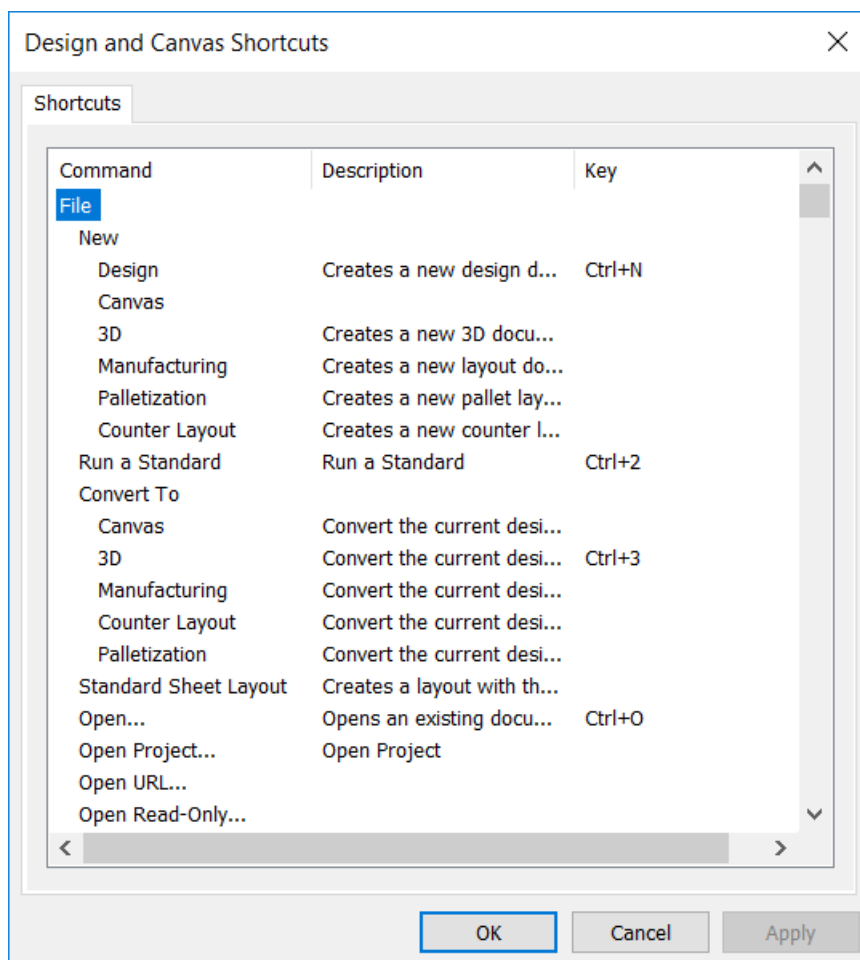 Design and Canvas Shortcuts
Shortcuts
Command Description Key
File
New
Design Creates a new design d... Ctrl+N
Canvas
3D Creates a new 3D docu...
Manufacturing Creates a new layout do...
Palletization Creates a new pallet lay...
Counter Layout Creates a new counter l...
Run a Standard Run a Standard Ctrl+2
Convert To
Canvas Convert the current desi...
3D Convert the current desi... Ctrl+3
Manufacturing Convert the current desi...
Counter Layout Convert the current desi...
Palletization Convert the current desi...
Standard Sheet Layout Creates a layout with th...
Open... Opens an existing docu... Ctrl+O
Open Project... Open Project
Open URL...
Open Read-Only...
OK Cancel Apply